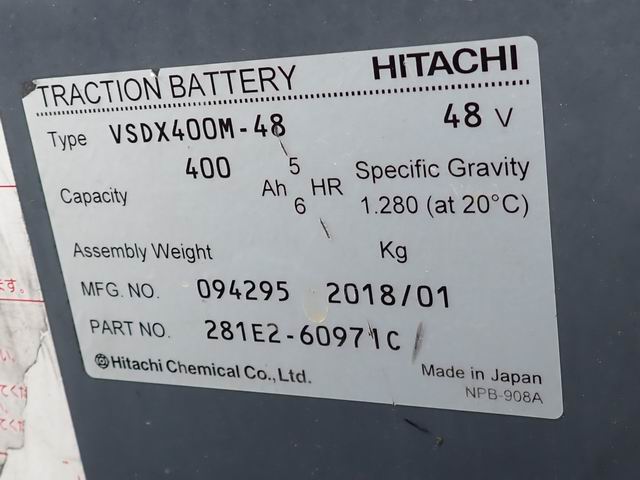 TRACTION BATTERY HITACHI
Type VSDX400M-48 48 V
Capacity 400 Ah 5 6 HR Specific Gravity
1.280 (at 20°C)
Assembly Weight Kg
MFG. NO. 094295 2018/01
PART NO. 281E2-60971C
Hitachi Chemical Co., Ltd. Made in Japan
NPB-908A
ます。